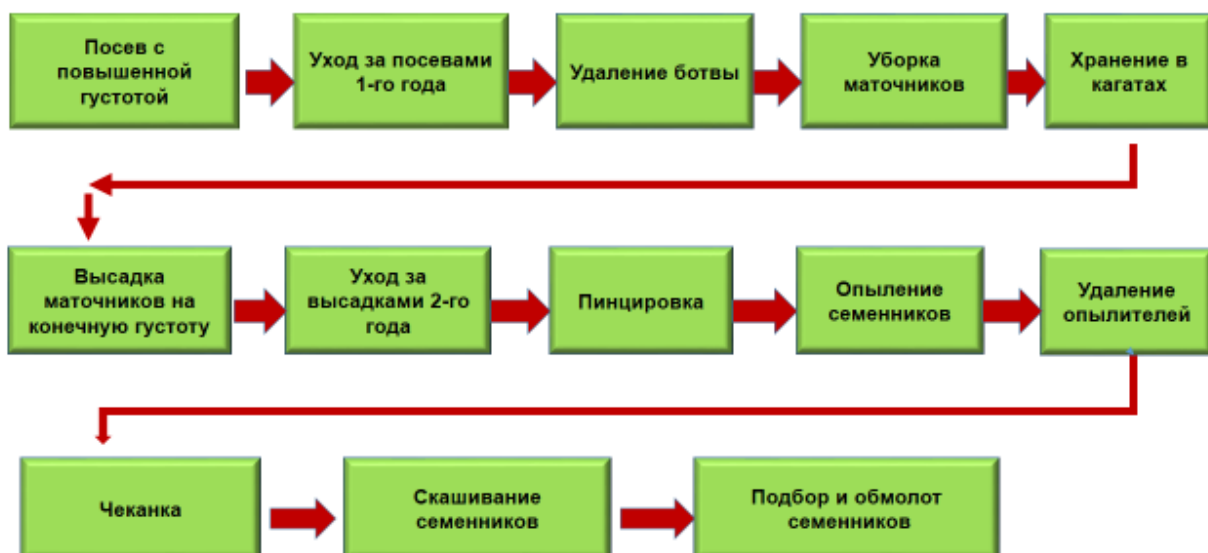 Посев с
повышенной
густотой
Уход за посевами
1-го года
Удаление ботвы
Уборка
маточников
Хранение в
кагатах
Высадка
маточников на
конечную густоту
Уход за
высадками 2-го
года
Пинцировка
Опыление
семенников
Удаление
опылителей
Чеканка
Скашивание
семенников
Подбор и обмолот
семенников